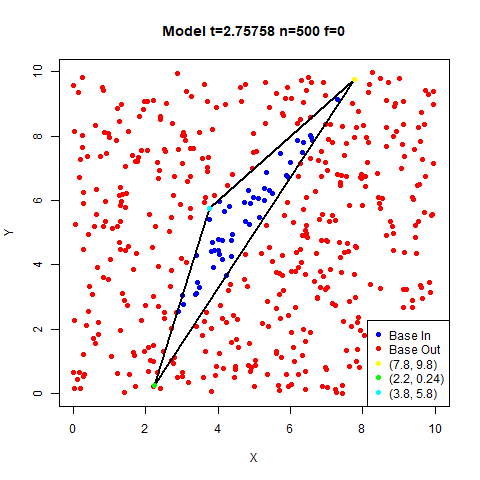 Model t=2.75758 n=500 f=0
Y
10
8
6
4
2
0
0 2 4 6 8 10
X
Base In
Base Out
(7.8, 9.8)
(2.2, 0.24)
(3.8, 5.8)